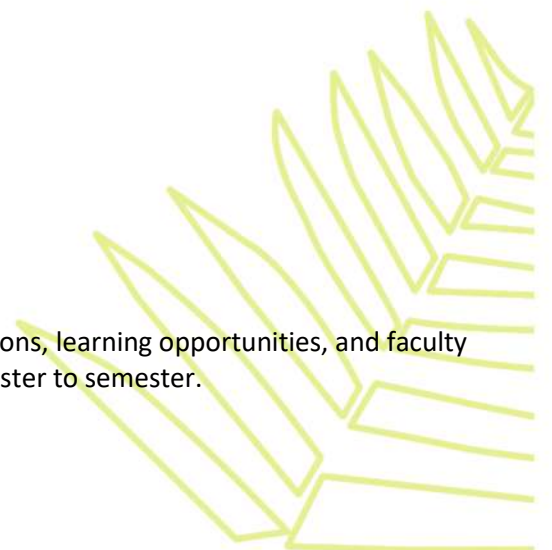 ons, learning opportunities, and faculty
ster to semester.